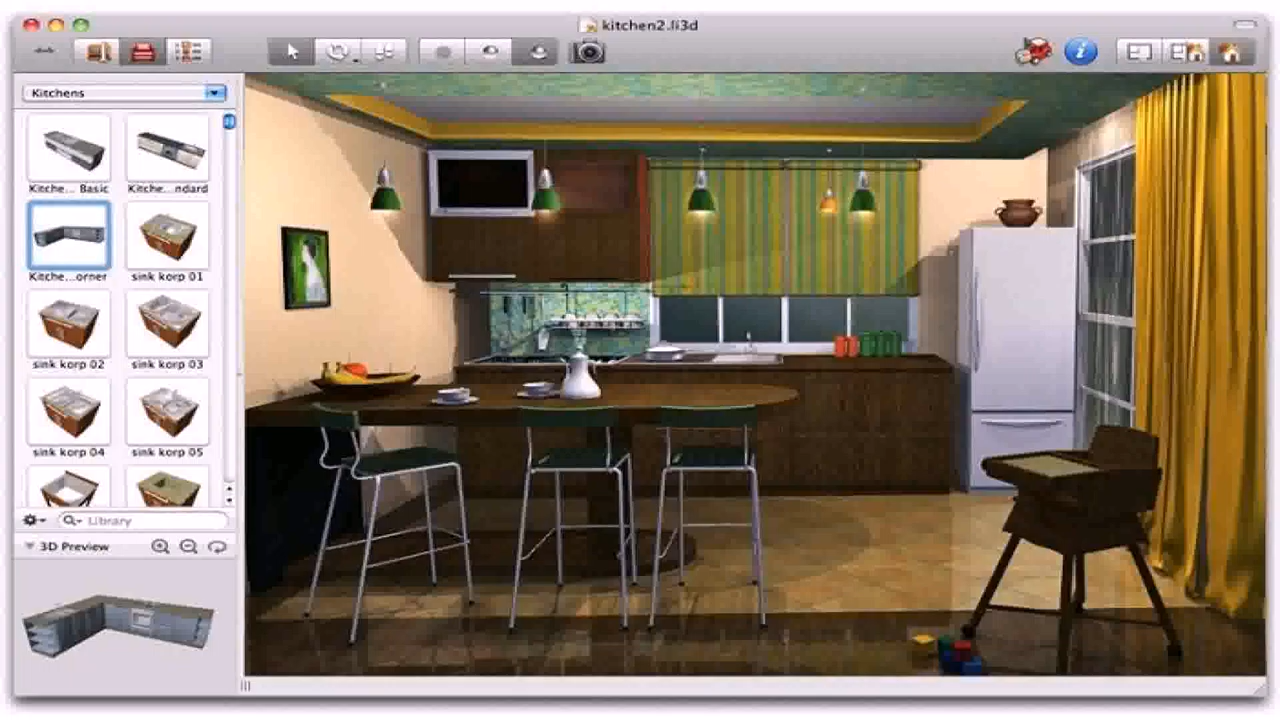 kitchen2.li3d
Kitchens
Kitche... Basic
Kitche...ndard
Kitche...orner
sink korp 01
sink korp 02
sink korp 03
sink korp 04
sink korp 05
Library
3D Preview